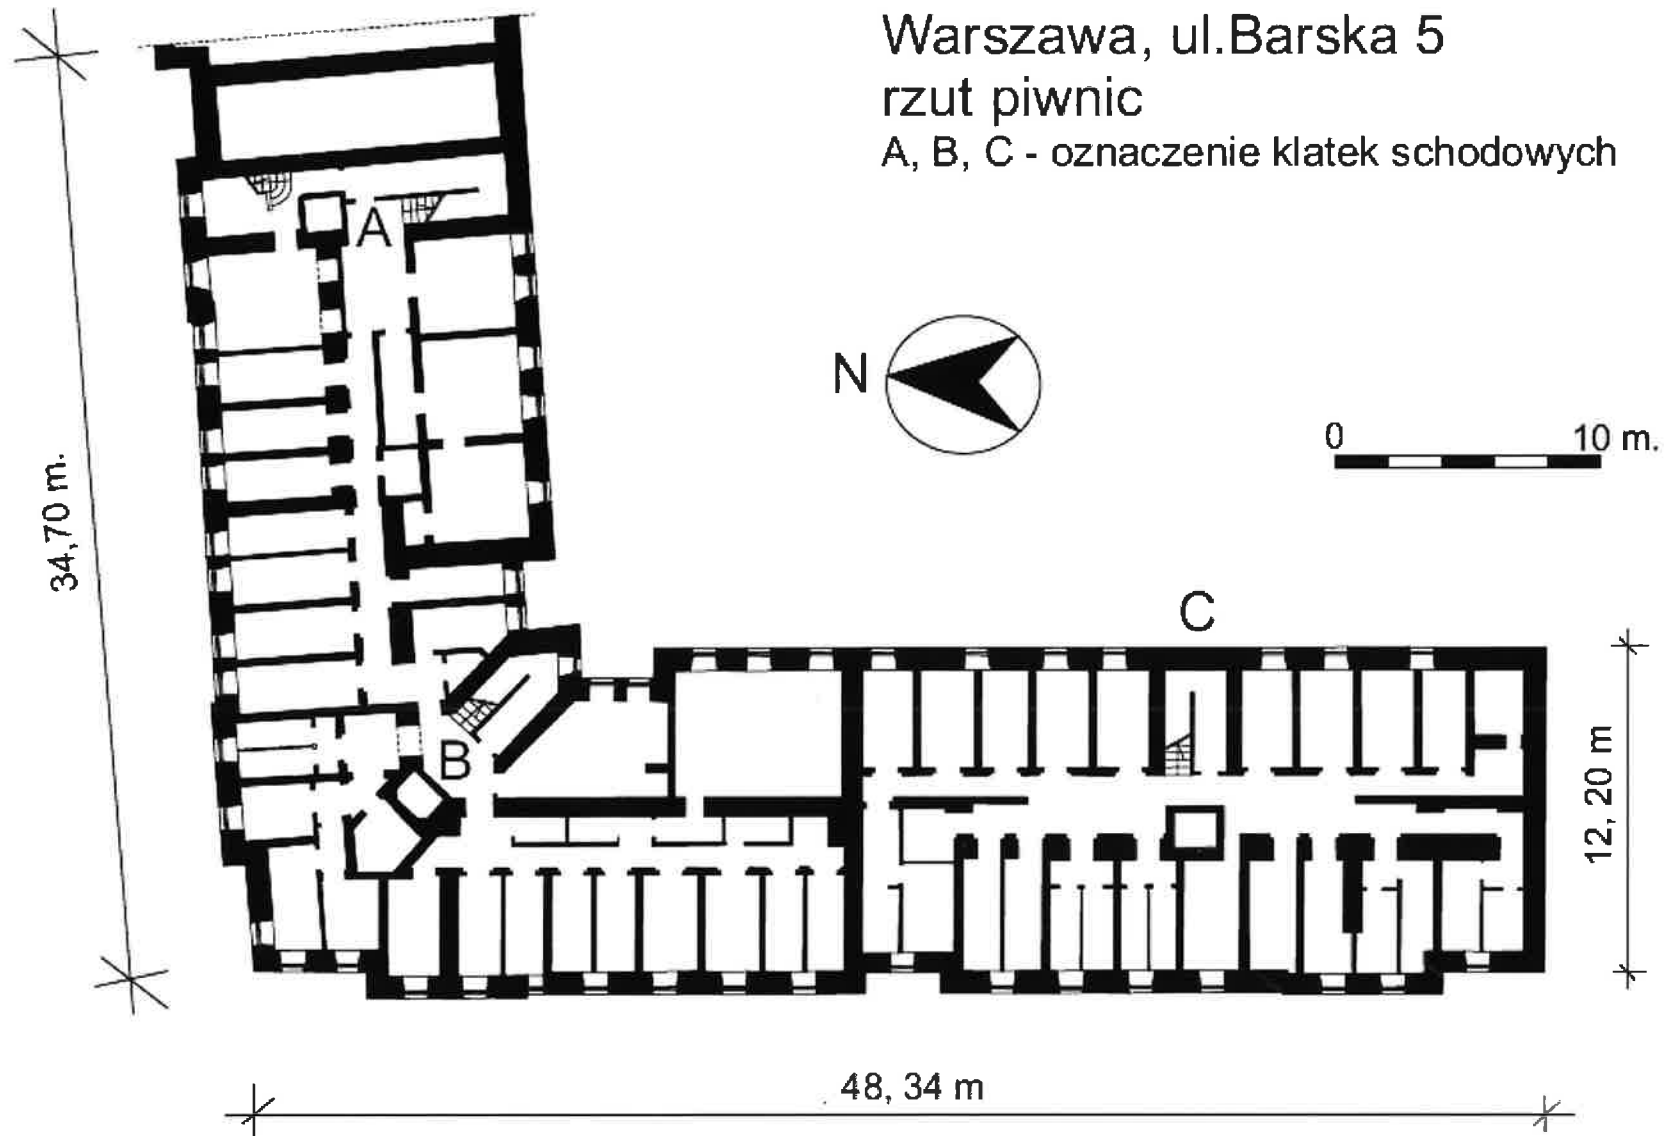 Warszawa, ul.Barska 5
rzut piwnic
A, B, C - oznaczenie klatek schodowych
A
N
0 10 m.
34,70 m.
C
B
12, 20 m
48, 34 m